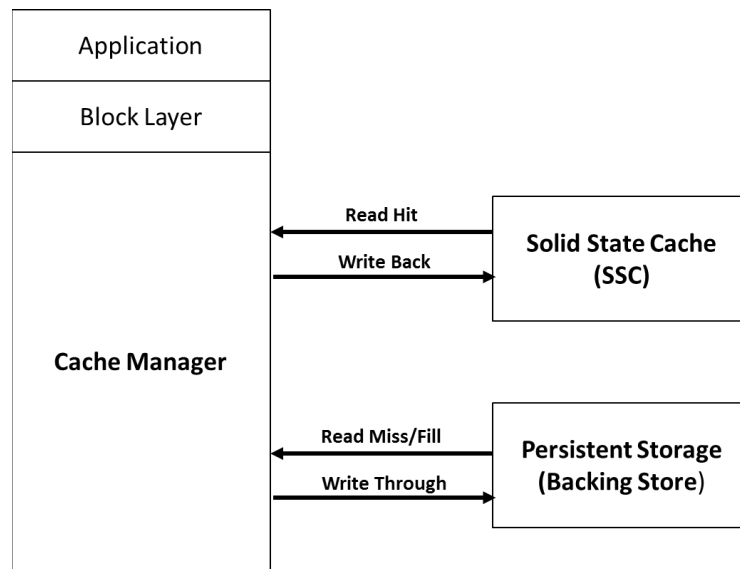 Application
Block Layer
Read Hit
Solid State Cache
(SSC)
Write Back
Cache Manager
Read Miss/Fill
Persistent Storage
(Backing Store)
Write Through